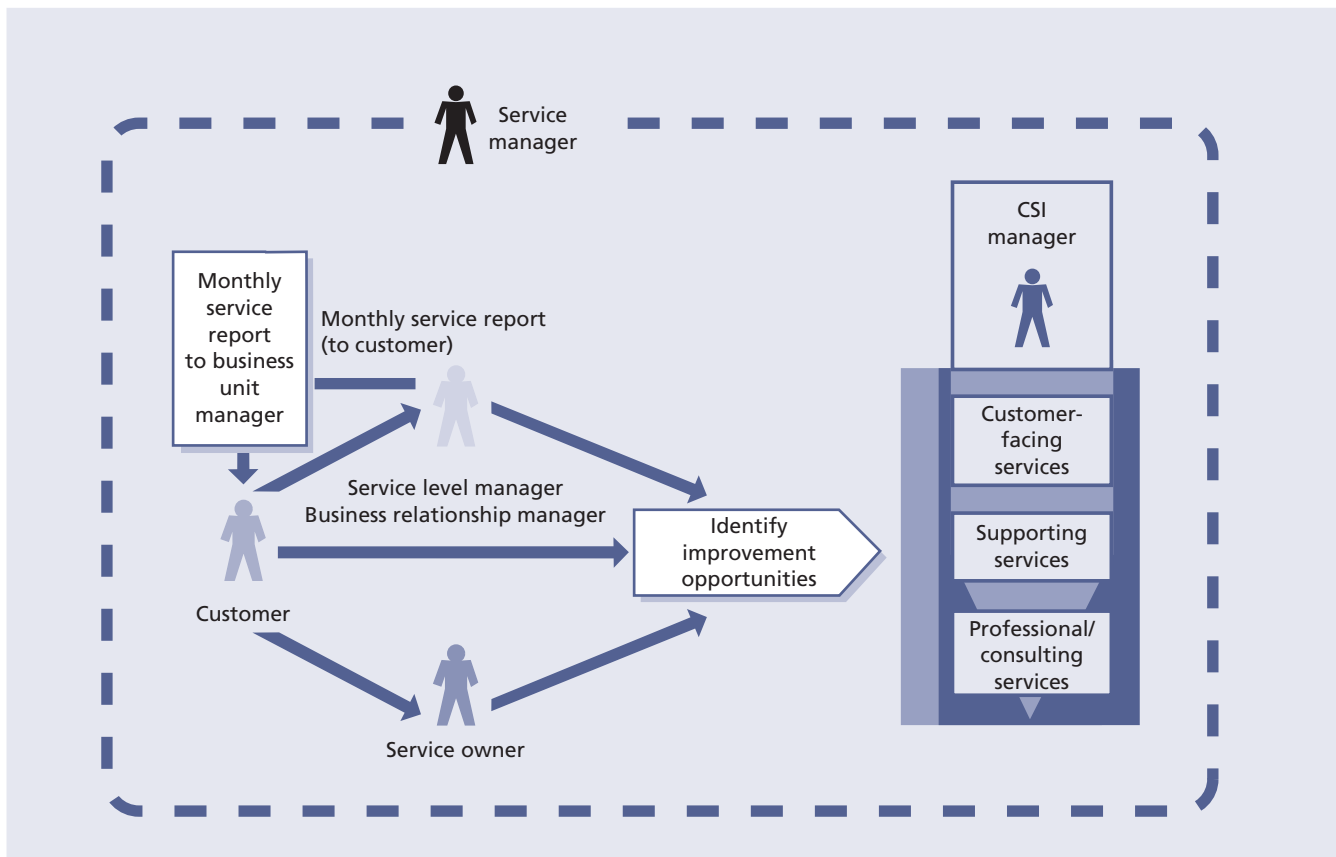 Service
manager
CSI
manager
Monthly
service
report
to business
unit
manager
Monthly service report
(to customer)
Customer-
facing
services
Service level manager
Business relationship manager
Identify
improvement
opportunities
Supporting
services
Customer
Professional/
consulting
services
Service owner